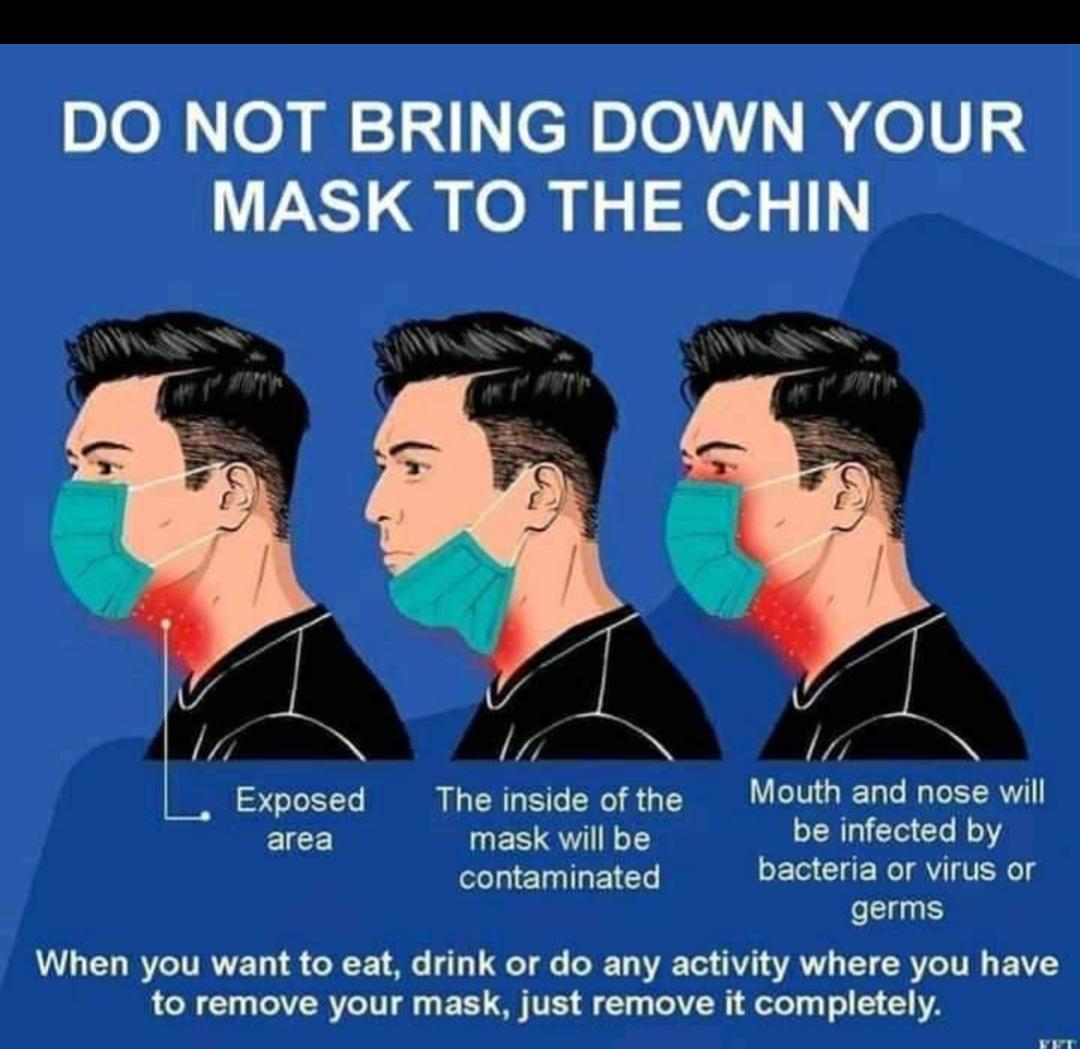 DO NOT BRING DOWN YOUR
MASK TO THE CHIN
Exposed
area
The inside of the
mask will be
contaminated
Mouth and nose will
be infected by
bacteria or virus or
germs
When you want to eat, drink or do any activity where you have
to remove your mask, just remove it completely.